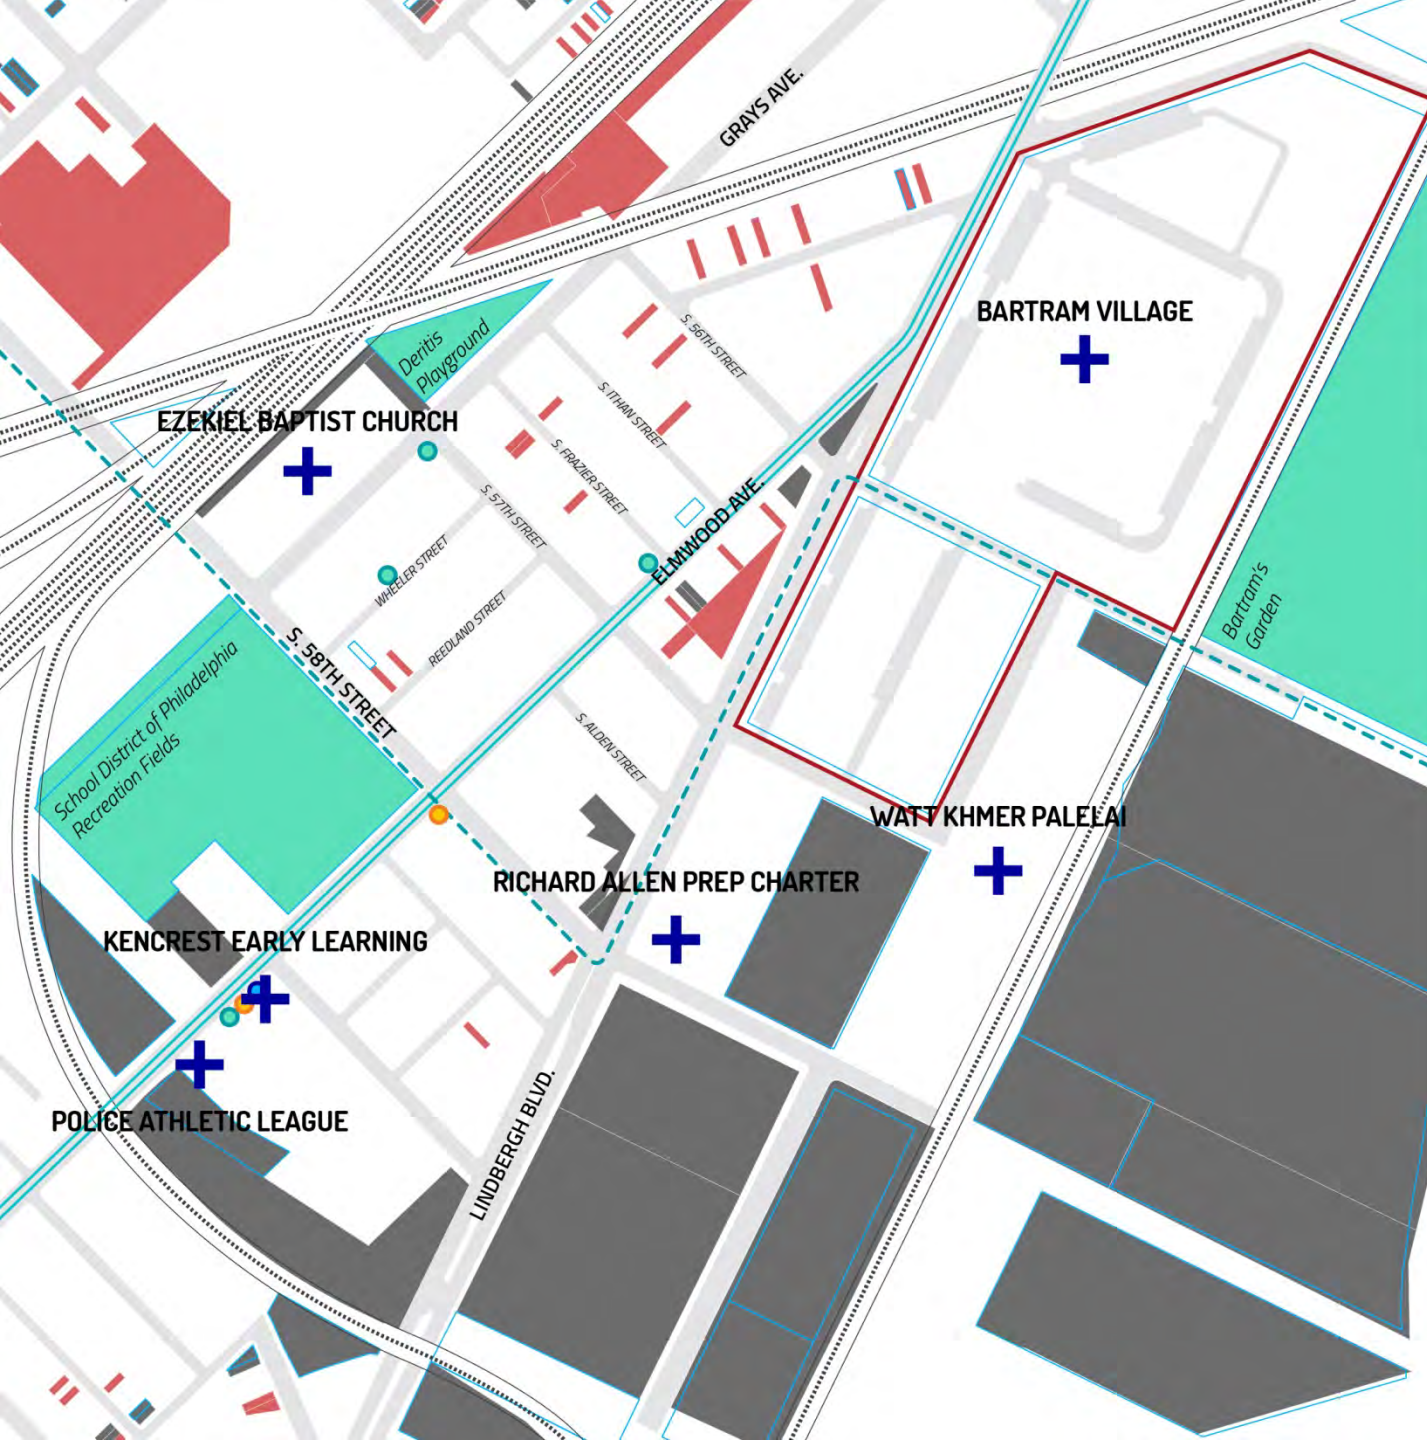 GRAYS AVE.
BARTRAM VILLAGE
Deritis
Playground
S. 56TH STREET
EZEKIEL BAPTIST CHURCH
S. ITHAN STREET
S. FRAZIER STREET
S. 57TH STREET
ELMWOOD AVE.
WHEELER STREET
REEDLAND STREET
Bartram's
Garden
S. 58TH STREET
School District of Philadelphia
Recreation Fields
S. ALDEN STREET
WATT KHMER PALELAI
RICHARD ALLEN PREP CHARTER
KENCREST EARLY LEARNING
POLICE ATHLETIC LEAGUE
LINDBERGH BLVD.